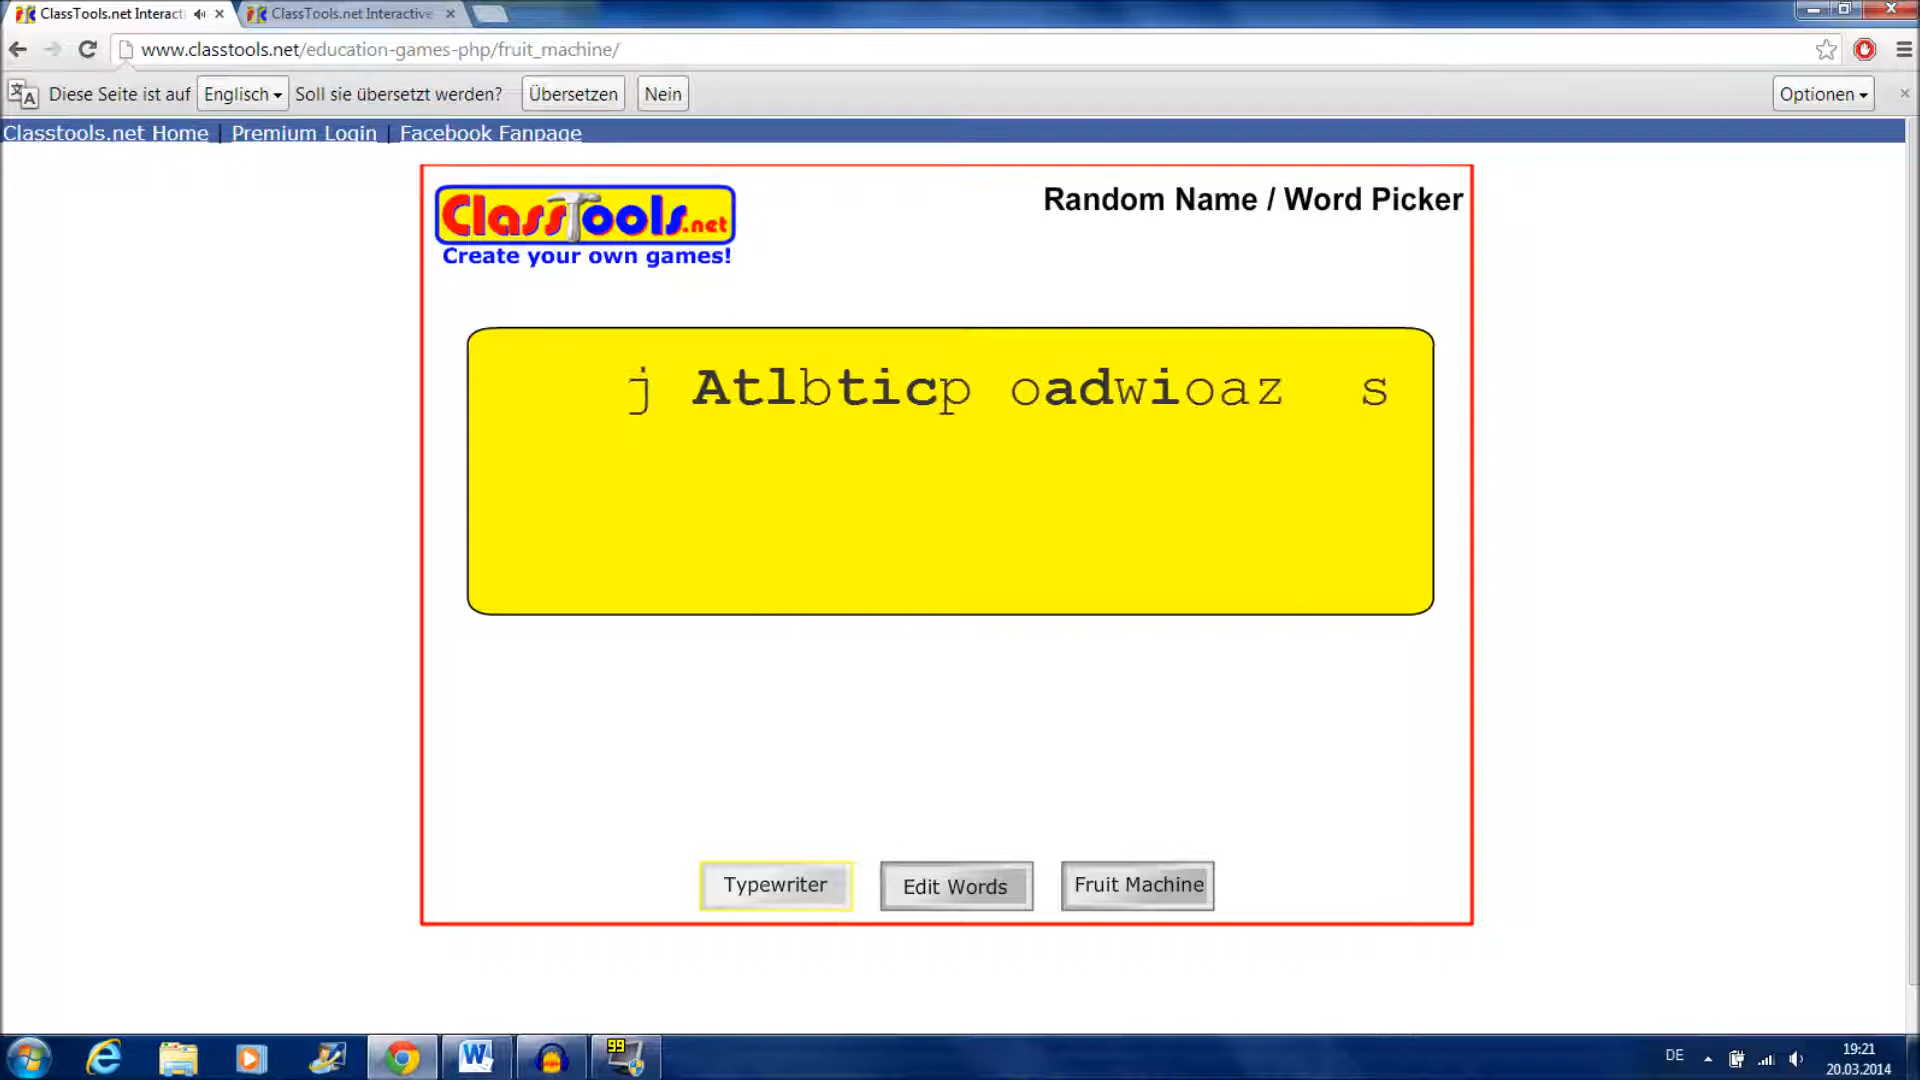 ClassTools.net Interacti
ClassTools.net Interactive
www.classtools.net/education-games-php/fruit_machine/
Diese Seite ist auf Englisch Soll sie übersetzt werden? Übersetzen Nein Optionen
Classtools.net Home | Premium Login | Facebook Fanpage
ClassTools.net
Create your own games!
Random Name / Word Picker
j Atlbticp oadwioaz s
Typewriter
Edit Words
Fruit Machine
99
DE
19:21
20.03.2014